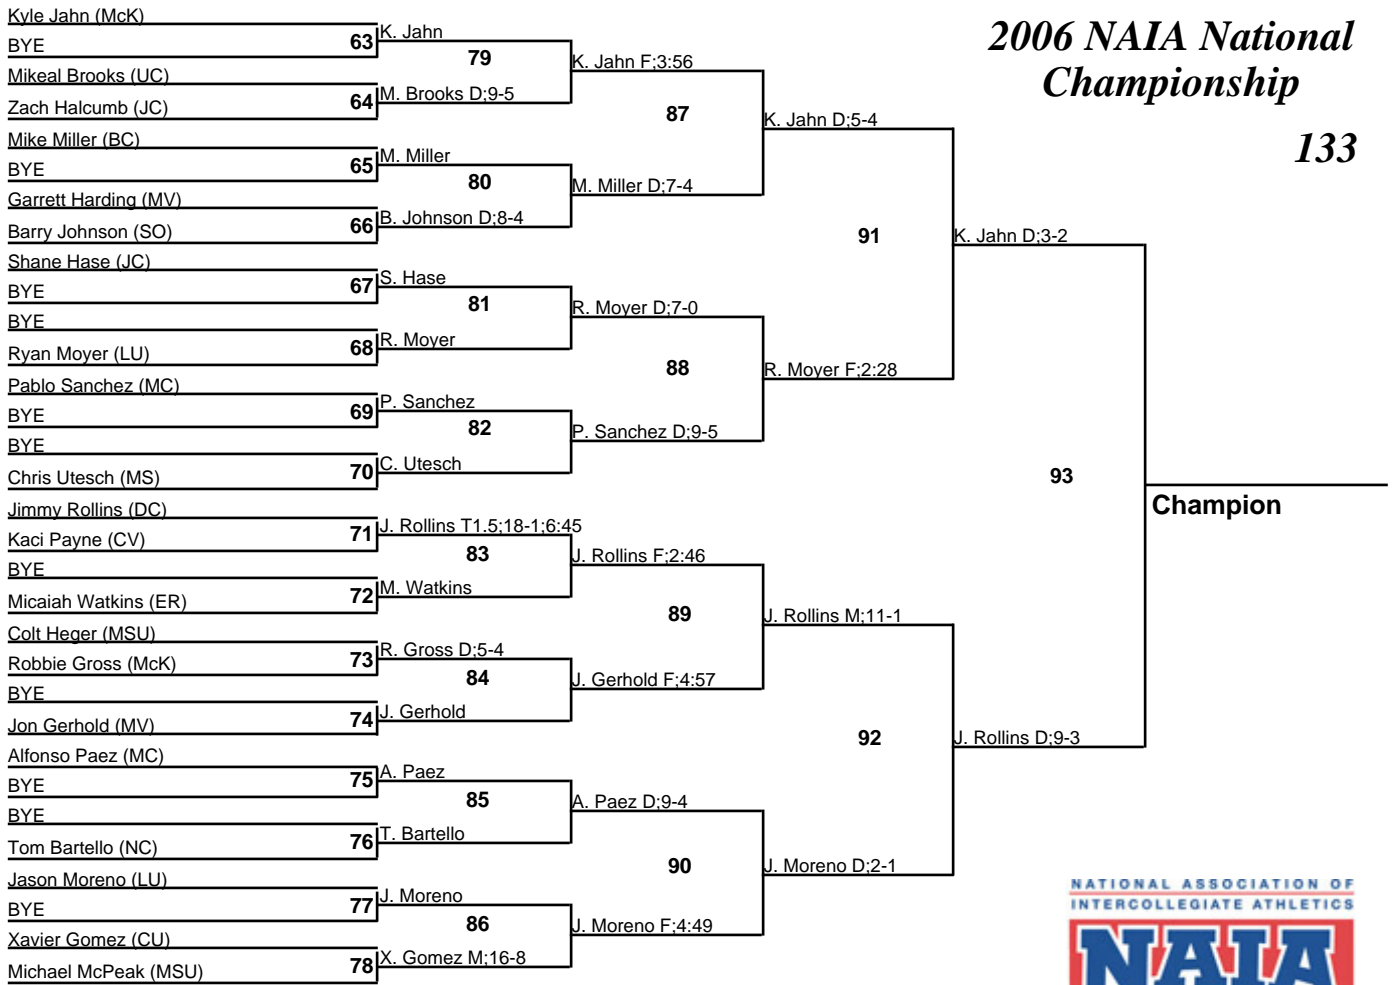 2006 NAIA National
Championship
133
Kyle Jahn (McK)
BYE
Mikeal Brooks (UC)
Zach Halcumb (JC)
Mike Miller (BC)
BYE
Garrett Harding (MV)
Barry Johnson (SO)
Shane Hase (JC)
BYE
BYE
Ryan Moyer (LU)
Pablo Sanchez (MC)
BYE
BYE
Chris Utesch (MS)
Jimmy Rollins (DC)
Kaci Payne (CV)
BYE
Micaiah Watkins (ER)
Colt Heger (MSU)
Robbie Gross (McK)
BYE
Jon Gerhold (MV)
Alfonso Paez (MC)
BYE
BYE
Tom Bartello (NC)
Jason Moreno (LU)
BYE
Xavier Gomez (CU)
Michael McPeak (MSU)
63
64
65
66
67
68
69
70
71
72
73
74
75
76
77
78
K. Jahn
M. Brooks D;9-5
M. Miller
B. Johnson D;8-4
S. Hase
R. Moyer
P. Sanchez
C. Utesch
J. Rollins T1.5;18-1;6:45
M. Watkins
R. Gross D;5-4
J. Gerhold
A. Paez
T. Bartello
J. Moreno
X. Gomez M;16-8
79
80
81
82
83
84
85
86
K. Jahn F;3:56
M. Miller D;7-4
R. Moyer D;7-0
P. Sanchez D;9-5
J. Rollins F;2:46
J. Gerhold F;4:57
A. Paez D;9-4
J. Moreno F;4:49
87
88
89
90
K. Jahn D;5-4
R. Moyer F;2:28
J. Rollins M;11-1
J. Moreno D;2-1
91
92
K. Jahn D;3-2
J. Rollins D;9-3
93
Champion
NATIONAL ASSOCIATION OF
INTERCOLLEGIATE ATHLETICS
NAIA